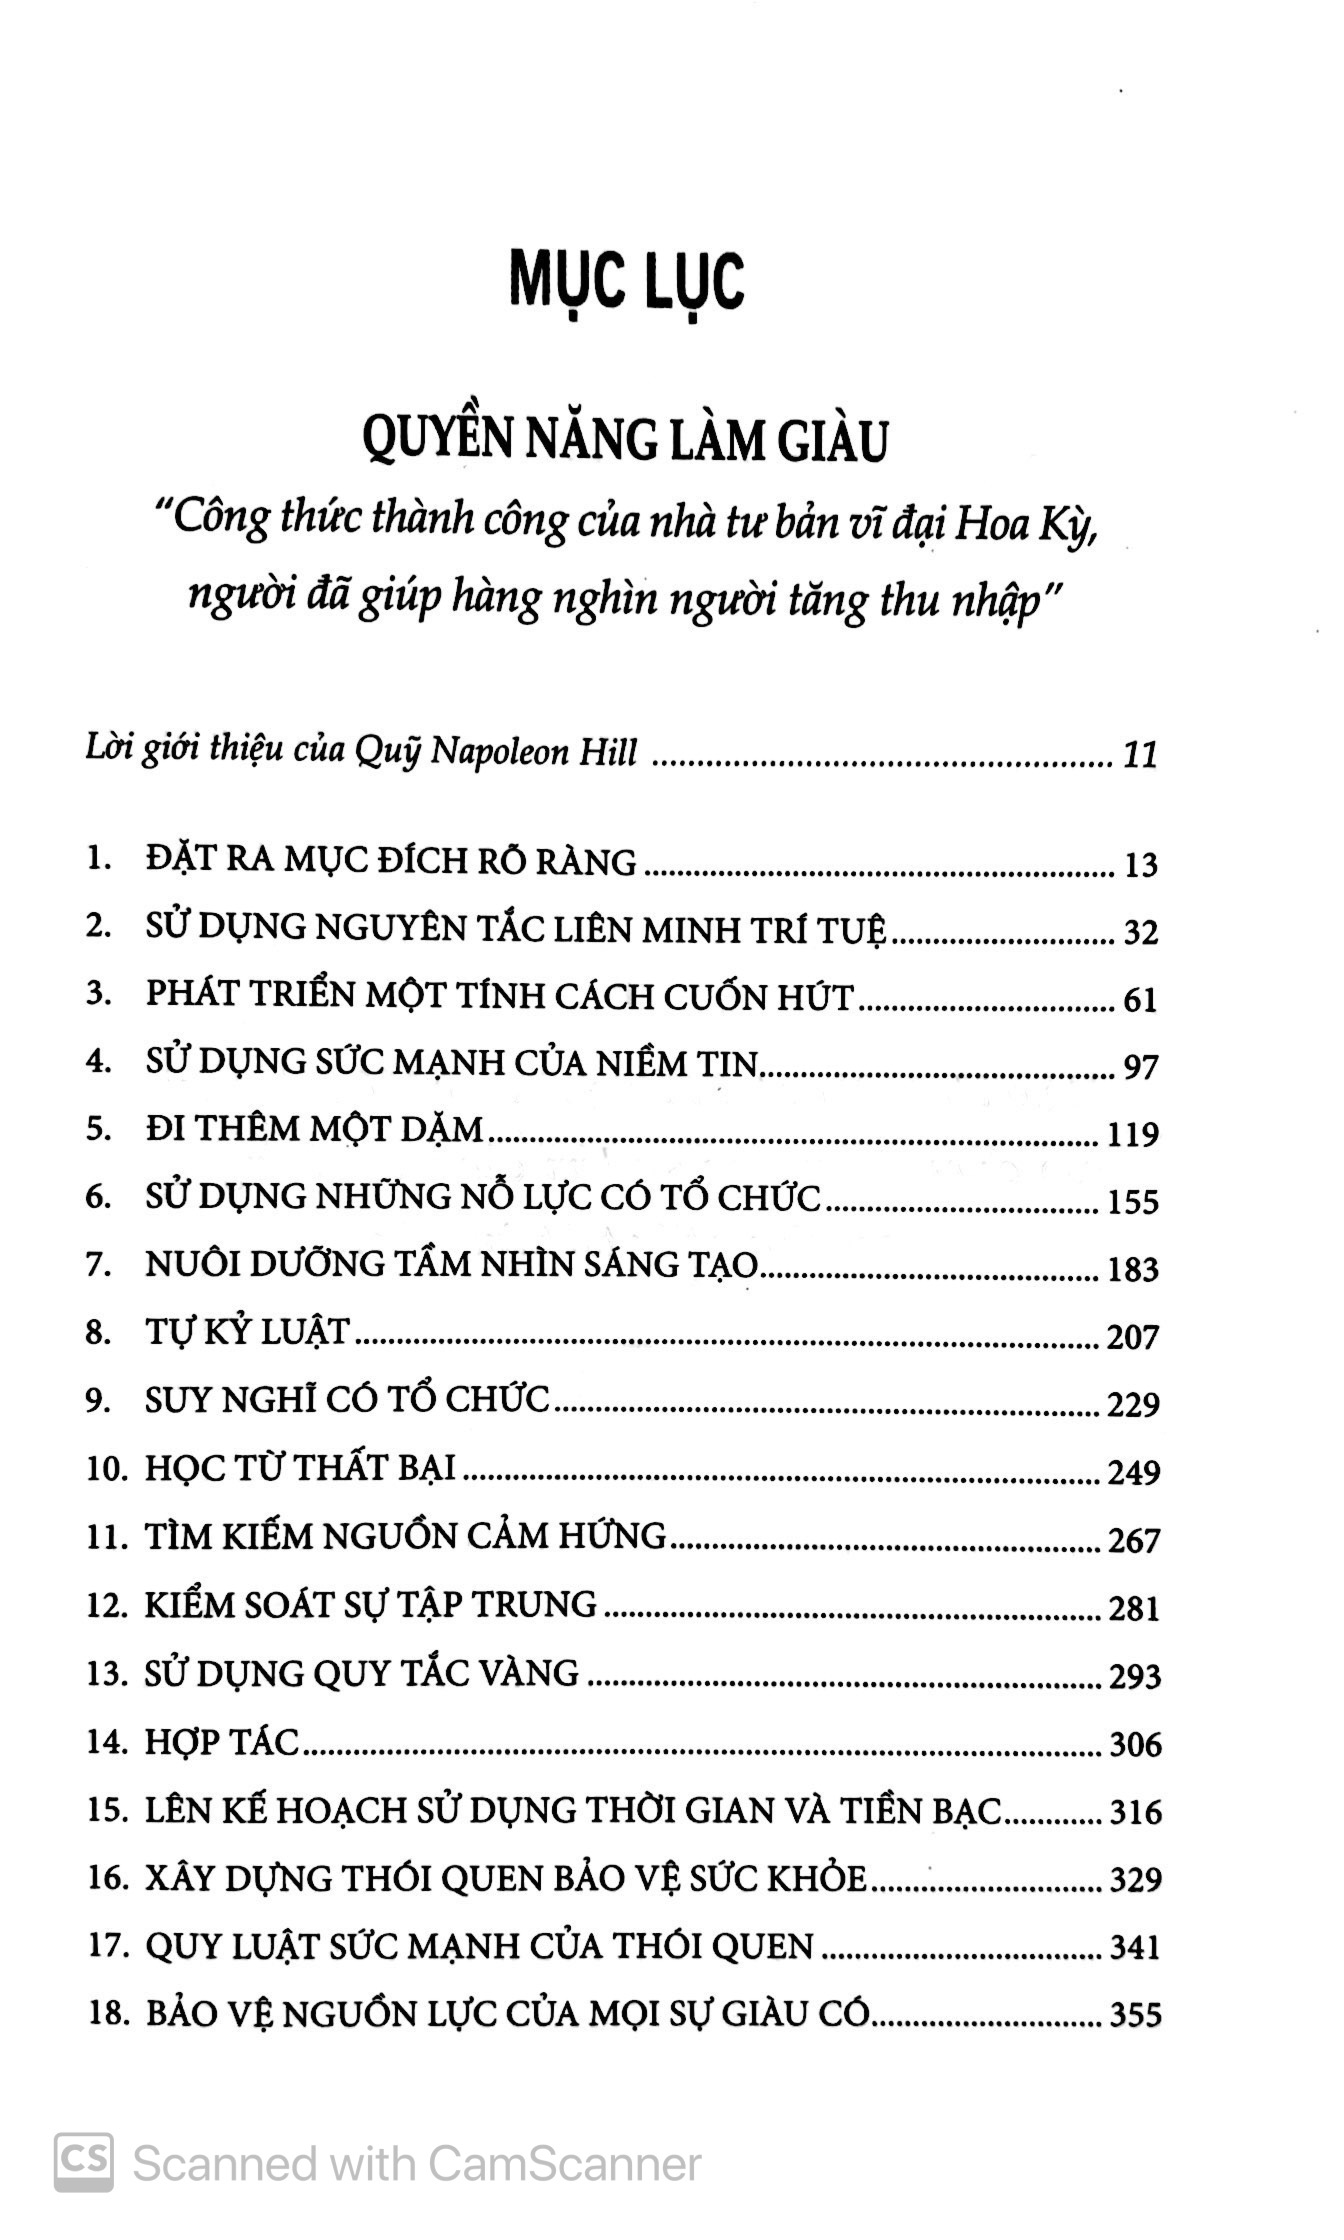 MỤC LỤC
QUYỀN NĂNG LÀM GIÀU
“Công thức thành công của nhà tư bản vĩ đại Hoa Kỳ,
người đã giúp hàng nghìn người tăng thu nhập”
Lời giới thiệu của Quỹ Napoleon Hill .................................................. 11
1. ĐẶT RA MỤC ĐÍCH RÕ RÀNG ........................................................ 13
2. SỬ DỤNG NGUYÊN TẮC LIÊN MINH TRÍ TUỆ........................... 32
3. PHÁT TRIỂN MỘT TÍNH CÁCH CUỐN HÚT............................... 61
4. SỬ DỤNG SỨC MẠNH CỦA NIỀM TIN.......................................... 97
5. ĐI THÊM MỘT DẶM......................................................................... 119
6. SỬ DỤNG NHỮNG NỖ LỰC CÓ TỔ CHỨC................................. 155
7. NUÔI DƯỠNG TẦM NHÌN SÁNG TẠO......................................... 183
8. TỰ KỶ LUẬT......................................................................................... 207
9. SUY NGHĨ CÓ TỔ CHỨC................................................................. 229
10. HỌC TỪ THẤT BẠI ............................................................................ 249
11. TÌM KIẾM NGUỒN CẢM HỨNG.................................................... 267
12. KIỂM SOÁT SỰ TẬP TRUNG ............................................................ 281
13. SỬ DỤNG QUY TẮC VÀNG .............................................................. 293
14. HỢP TÁC................................................................................................ 306
15. LÊN KẾ HOẠCH SỬ DỤNG THỜI GIAN VÀ TIỀN BẠC............ 316
16. XÂY DỰNG THÓI QUEN BẢO VỆ SỨC KHỎE............................ 329
17. QUY LUẬT SỨC MẠNH CỦA THÓI QUEN .................................. 341
18. BẢO VỆ NGUỒN LỰC CỦA MỌI SỰ GIÀU CÓ............................ 355
CS Scanned with CamScanner